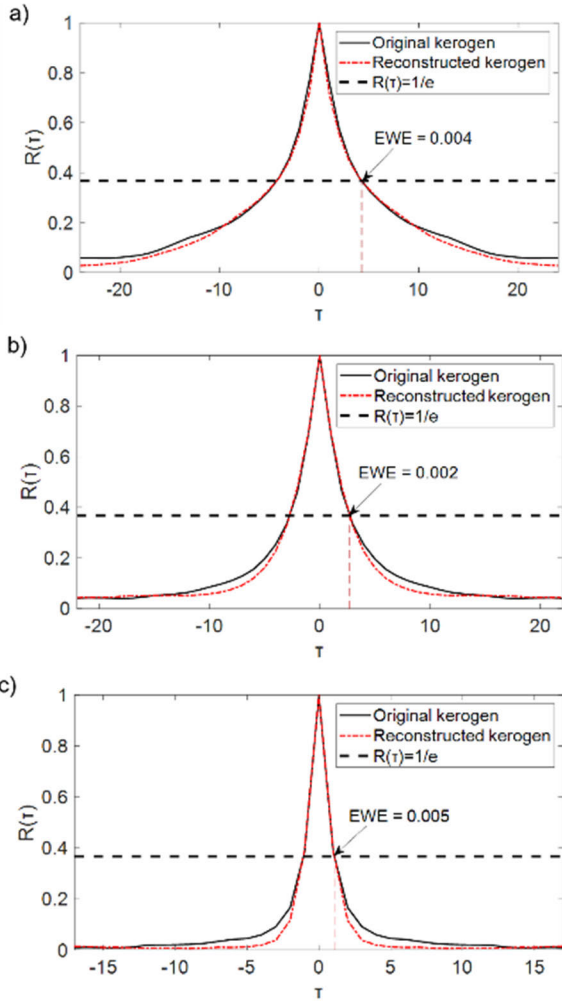 a)
1
0.8
0.6
0.4
0.2
0
R(τ)
Original kerogen
Reconstructed kerogen
R(τ)=1/e
EWE = 0.004
-20 -10 0 10 20
τ
b)
1
0.8
0.6
0.4
0.2
0
R(τ)
Original kerogen
Reconstructed kerogen
R(τ)=1/e
EWE = 0.002
-20 -10 0 10 20
τ
c)
1
0.8
0.6
0.4
0.2
0
R(τ)
Original kerogen
Reconstructed kerogen
R(τ)=1/e
EWE = 0.005
-15 -10 -5 0 5 10 15
τ